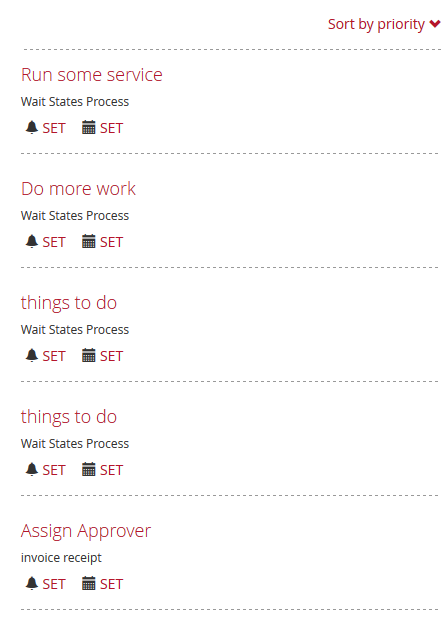 Sort by priority
Run some service
Wait States Process
SET SET
Do more work
Wait States Process
SET SET
things to do
Wait States Process
SET SET
things to do
Wait States Process
SET SET
Assign Approver
invoice receipt
SET SET